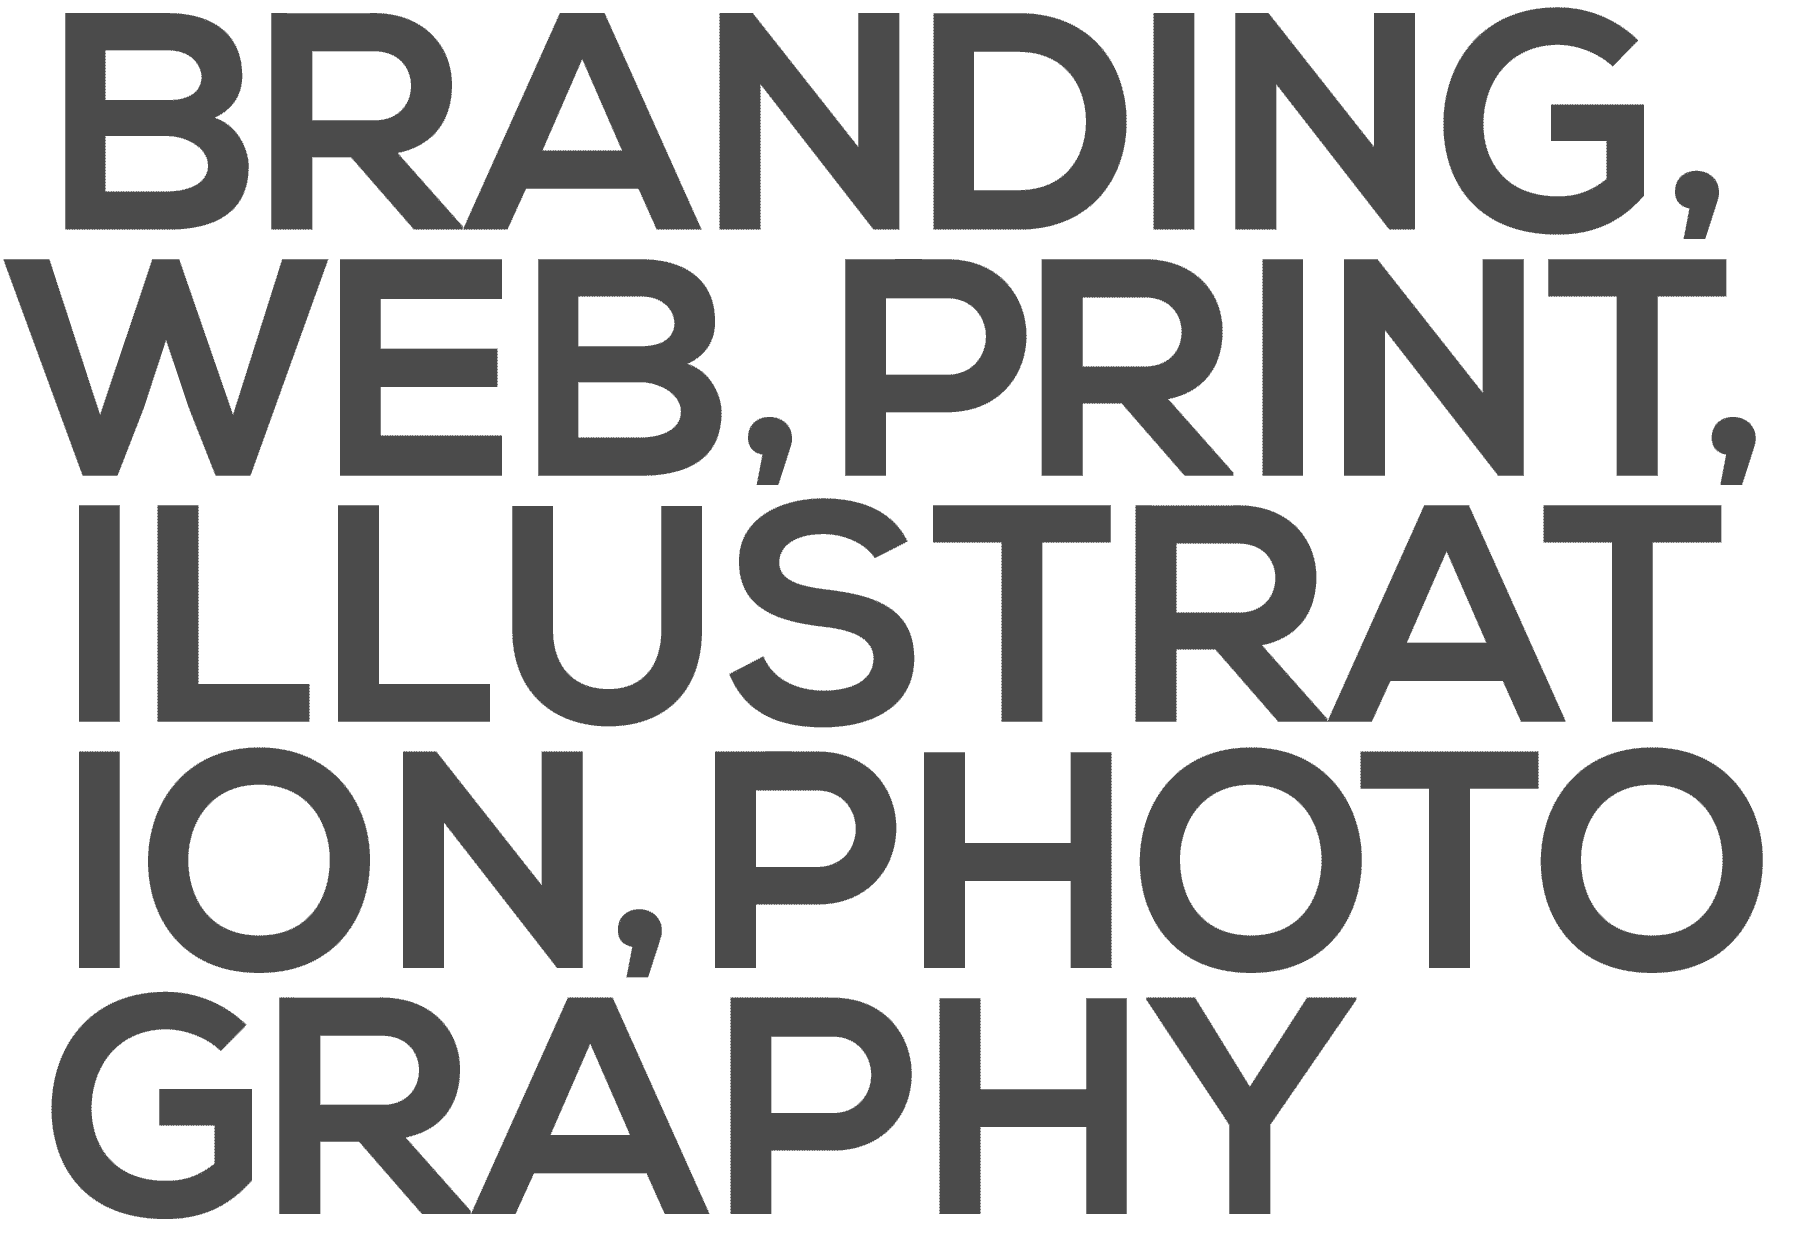 BRANDING,
WEB, PRINT,
ILLUSTRAT
ION, PHOTO
GRAPHY